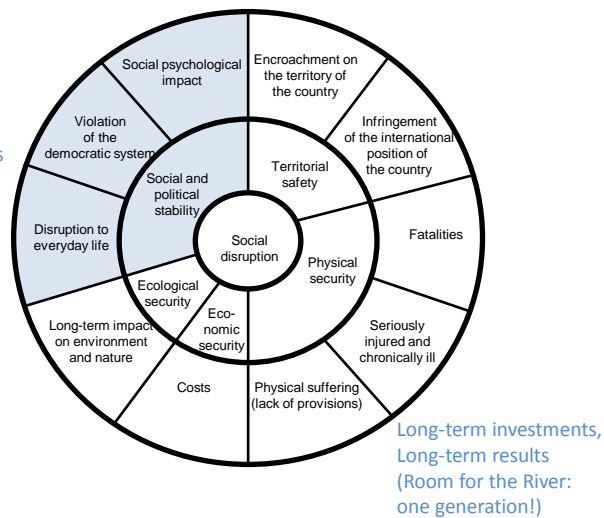 Social psychological
impact
Encroachment on
the territory of
the country
Violation
of the
democratic system
Infringement
of the international
position of
the country
s
Social and
political
stability
Territorial
safety
Disruption to
everyday life
Social
disruption
Fatalities
Physical
security
Ecological
security
Eco-
nomic
security
Long-term impact
on environment
and nature
Seriously
injured and
chronically ill
Costs
Physical suffering
(lack of provisions)
Long-term investments,
Long-term results
(Room for the River:
one generation!)